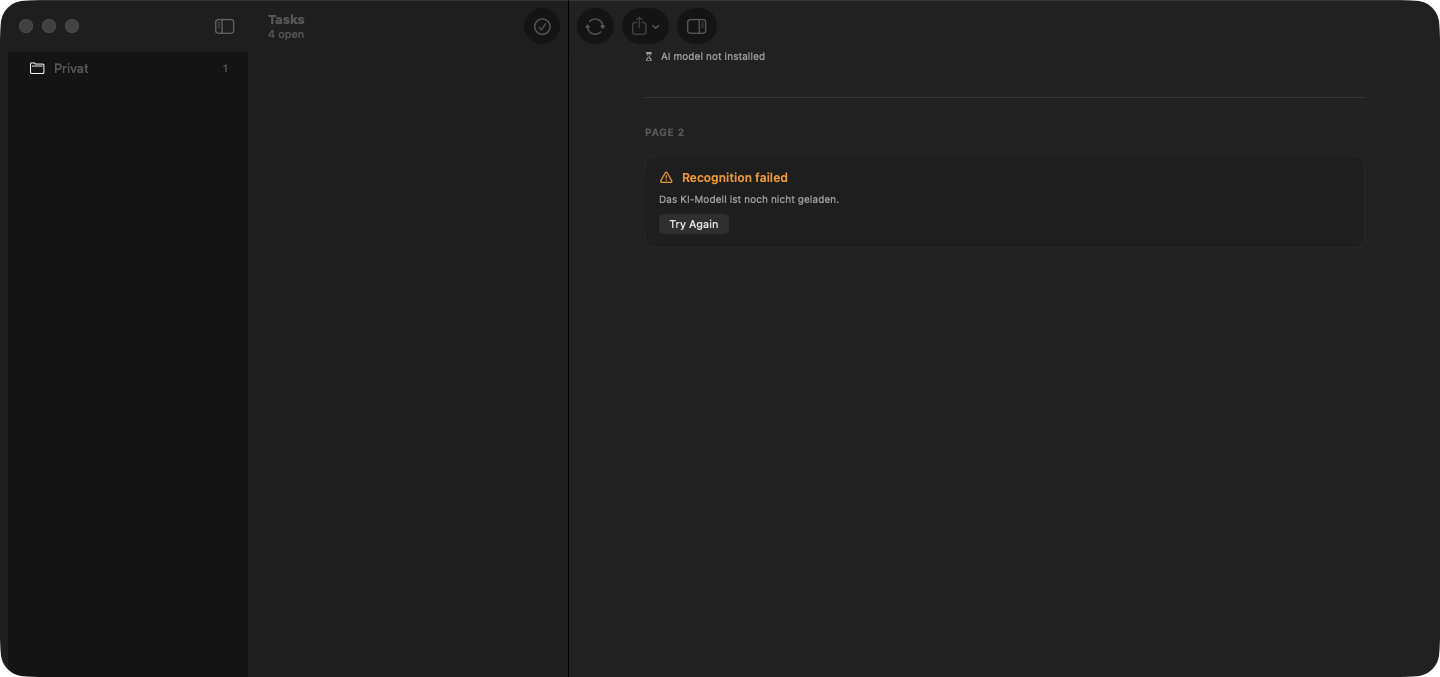 Tasks
4 open
Privat 1
AI model not installed
PAGE 2
Recognition failed
Das KI-Modell ist noch nicht geladen.
Try Again